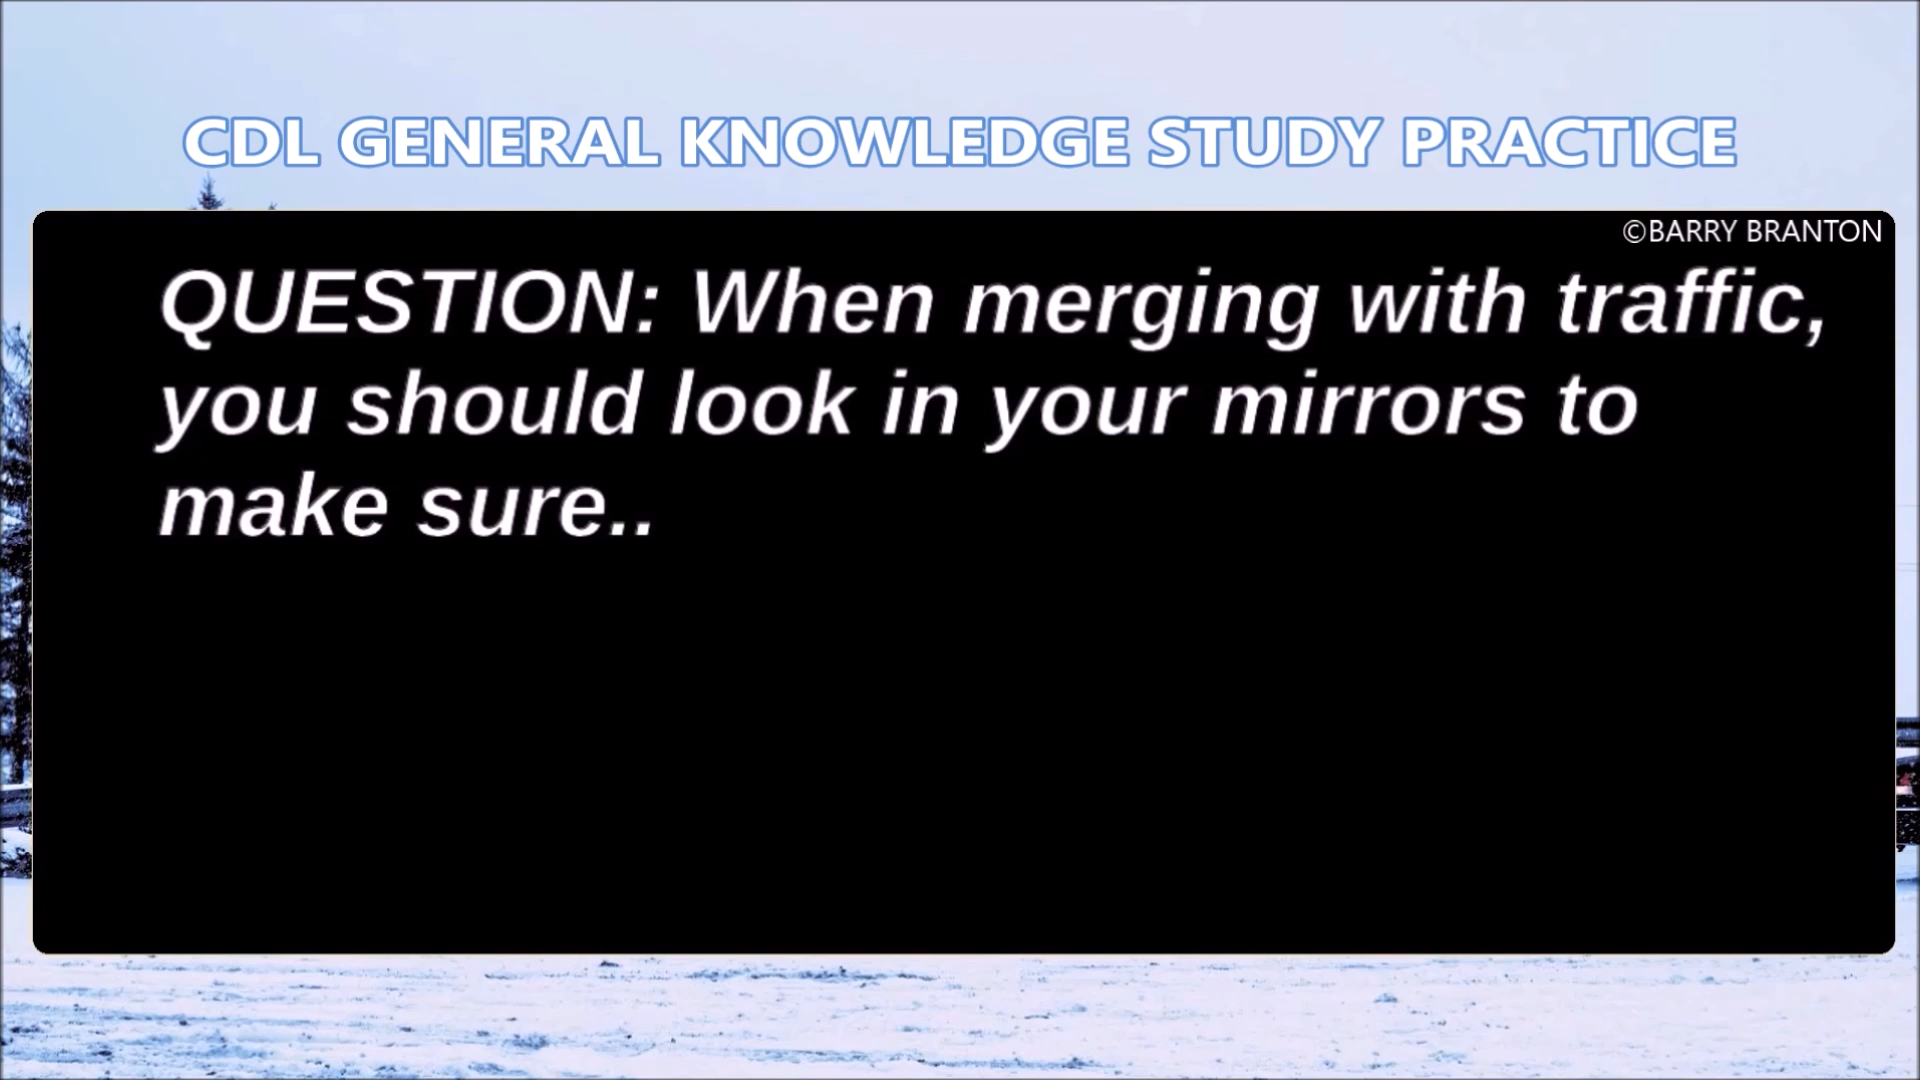 CDL GENERAL KNOWLEDGE STUDY PRACTICE
©BARRY BRANTON
QUESTION: When merging with traffic,
you should look in your mirrors to
make sure..